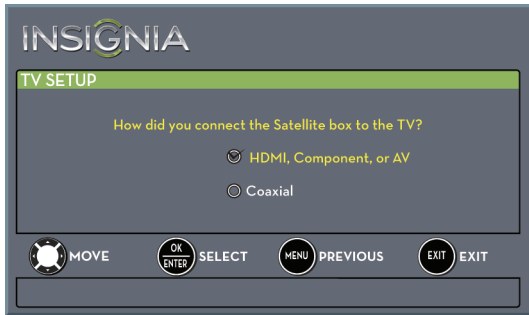 INSIGNIA
TV SETUP
How did you connect the Satellite box to the TV?
HDMI, Component, or AV
Coaxial
MOVE OK ENTER SELECT MENU PREVIOUS EXIT EXIT